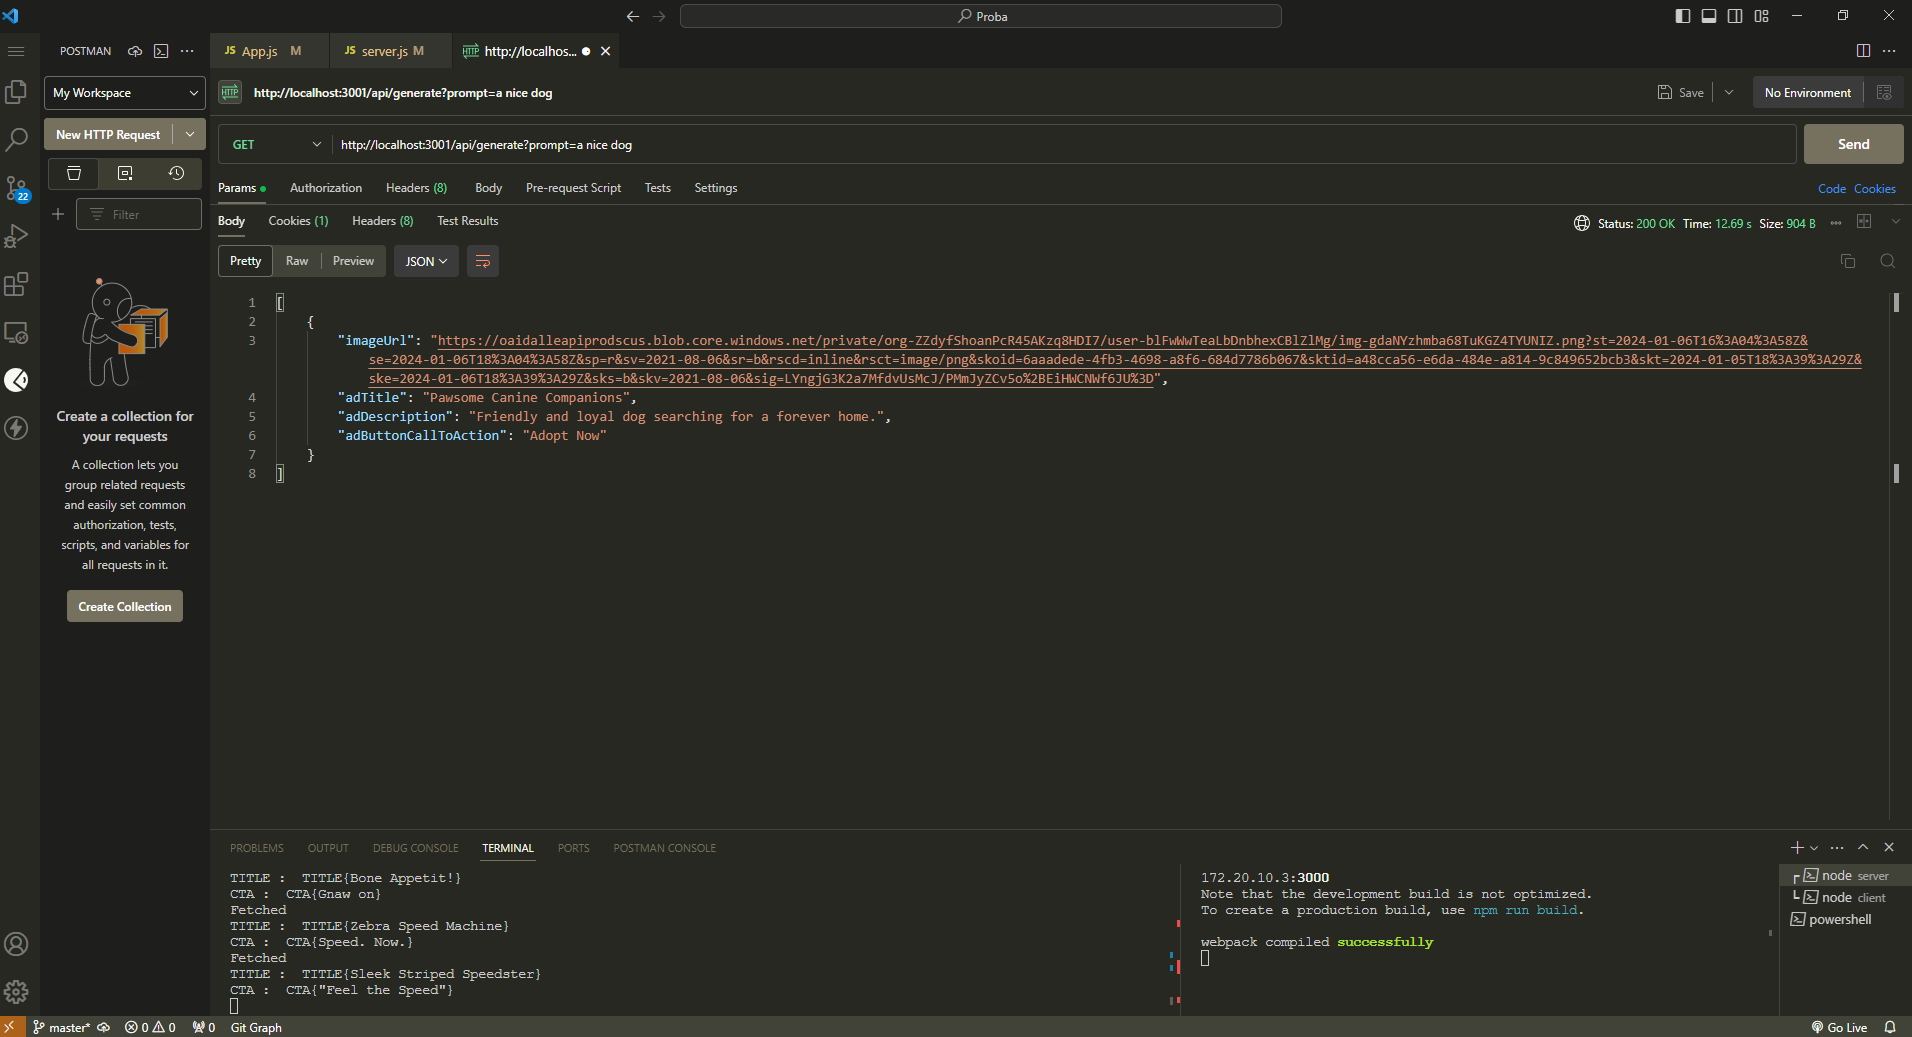 Proba
POSTMAN
JS App.js M
JS server.js M
HTTP http://localhos...
My Workspace
HTTP http://localhost:3001/api/generate?prompt=a nice dog
Save
No Environment
New HTTP Request
GET http://localhost:3001/api/generate?prompt=a nice dog
Send
Params Authorization Headers (8) Body Pre-request Script Tests Settings
Code Cookies
22
Filter
Body Cookies (1) Headers (8) Test Results
Status: 200 OK Time: 12.69 s Size: 904 B
Pretty Raw Preview JSON
1 [
2 {
3 "imageUrl": "https://oaidalleapiprodscus.blob.core.windows.net/private/org-ZZdyfShoanPcR45AKzq8HDI7/user-blFwWwTeaLbDnbhexCBlZlMg/img-gdaNYzhmba68TuKGZ4TYUNIZ.png?st=2024-01-06T16%3A04%3A58Z&
se=2024-01-06T18%3A04%3A58Z&sp=r&sv=2021-08-06&sr=b&rscd=inline&rsct=image/png&skoid=6aaadede-4fb3-4698-a8f6-684d7786b067&sktid=a48cca56-e6da-484e-a814-9c849652bcb3&skt=2024-01-05T18%3A39%3A29Z&
ske=2024-01-06T18%3A39%3A29Z&sks=b&skv=2021-08-06&sig=LYngjG3K2a7MfdvUsMcJ/PMmJyZCv5o%2BEiHWCNWf6JU%3D",
4 "adTitle": "Pawsome Canine Companions",
5 "adDescription": "Friendly and loyal dog searching for a forever home.",
6 "adButtonCallToAction": "Adopt Now"
7 }
8 ]
Create a collection for
your requests
A collection lets you
group related requests
and easily set common
authorization, tests,
scripts, and variables for
all requests in it.
Create Collection
PROBLEMS OUTPUT DEBUG CONSOLE TERMINAL PORTS POSTMAN CONSOLE
TITLE :  TITLE{Bone Appetit!}
CTA :  CTA{Gnaw on}
Fetched
TITLE :  TITLE{Zebra Speed Machine}
CTA :  CTA{Speed. Now.}
Fetched
TITLE :  TITLE{Sleek Striped Speedster}
CTA :  CTA{"Feel the Speed"}
172.20.10.3:3000
Note that the development build is not optimized.
To create a production build, use npm run build.
webpack compiled successfully
node server
node client
powershell
master* 0 0 0 Git Graph
Go Live